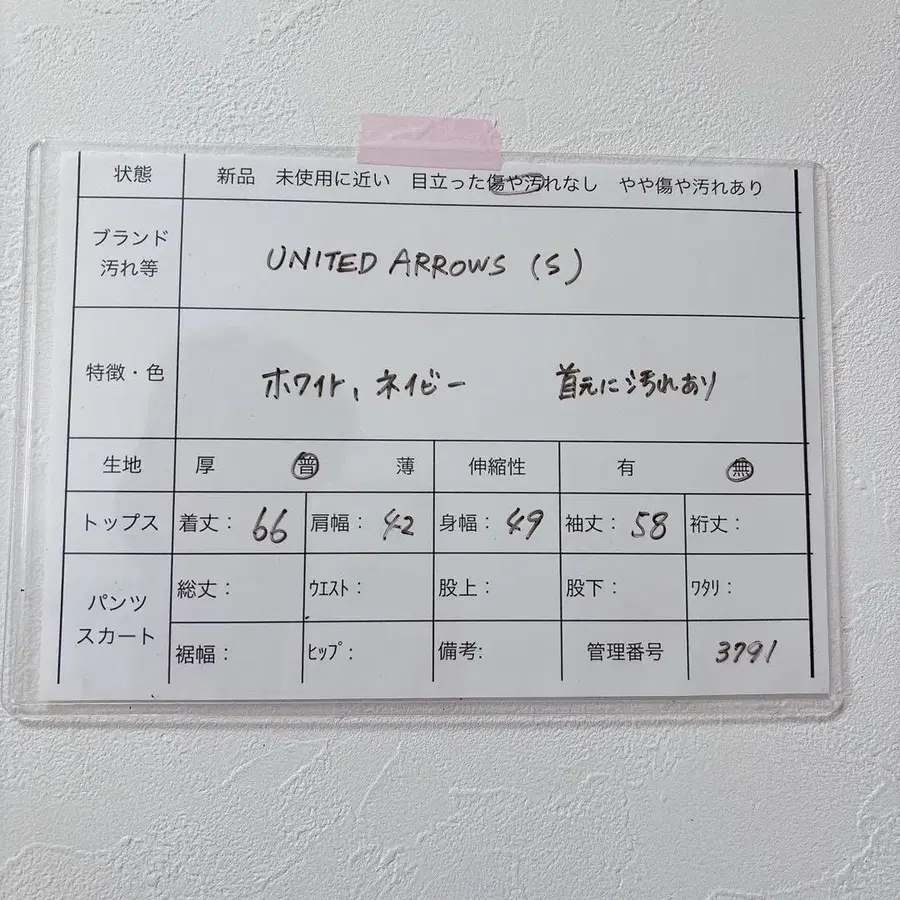 状態 新品 未使用に近い 目立った傷や汚れなし やや傷や汚れあり
ブランド
汚れ等
UNITED ARROWS (S)
特徴・色 ホワイト、ネイビー 首元に汚れあり
生地 厚 普 薄 伸縮性 有 無
トップス 着丈: 66 肩幅: 42 身幅: 49 袖丈: 58 裄丈:
パンツ
スカート
総丈: ウエスト: 股上: 股下: ワタリ:
裾幅: ヒップ: 備考: 管理番号 3791